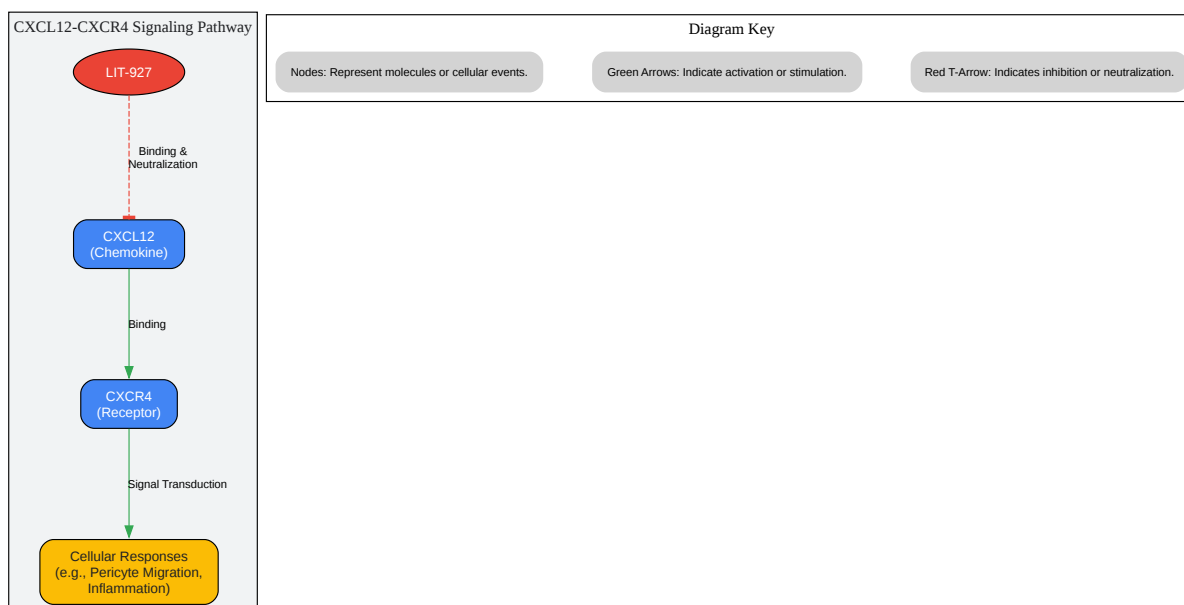 CXCL12-CXCR4 Signaling Pathway
LIT-927
Binding &
Neutralization
CXCL12
(Chemokine)
Binding
CXCR4
(Receptor)
Signal Transduction
Cellular Responses
(e.g., Pericyte Migration,
Inflammation)
Diagram Key
Nodes: Represent molecules or cellular events.
Green Arrows: Indicate activation or stimulation.
Red T-Arrow: Indicates inhibition or neutralization.